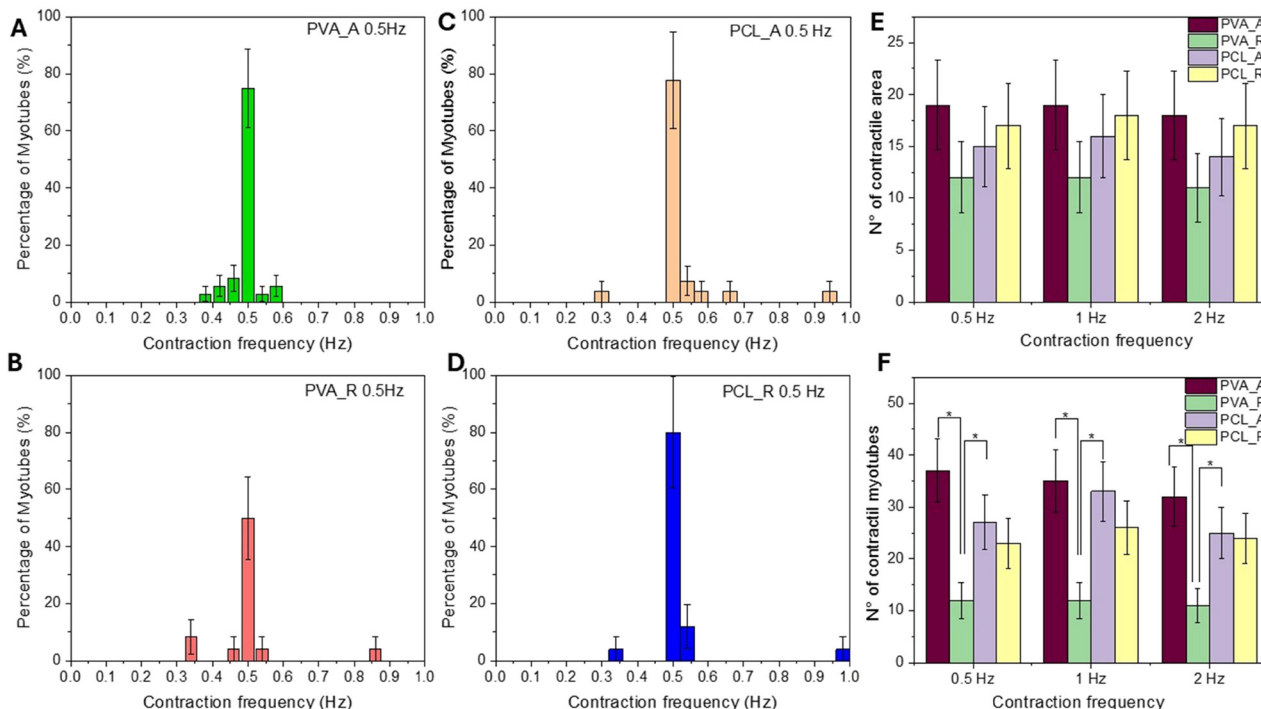 A
PVA_A 0.5Hz
Percentage of Myotubes (%)
100
80
60
40
20
0
0.0 0.1 0.2 0.3 0.4 0.5 0.6 0.7 0.8 0.9 1.0
Contraction frequency (Hz)
C
PCL_A 0.5 Hz
Percentage of Myotubes (%)
100
80
60
40
20
0
0.0 0.1 0.2 0.3 0.4 0.5 0.6 0.7 0.8 0.9 1.0
Contraction frequency (Hz)
E
PVA_A
PVA_R
PCL_A
PCL_R
N° of contractile area
25
20
15
10
5
0
0.5 Hz 1 Hz 2 Hz
Contraction frequency
B
PVA_R 0.5Hz
Percentage of Myotubes (%)
100
80
60
40
20
0
0.0 0.1 0.2 0.3 0.4 0.5 0.6 0.7 0.8 0.9 1.0
Contraction frequency (Hz)
D
PCL_R 0.5 Hz
Percentage of Myotubes (%)
100
80
60
40
20
0
0.0 0.1 0.2 0.3 0.4 0.5 0.6 0.7 0.8 0.9 1.0
Contraction frequency (Hz)
F
PVA_A
PVA_R
PCL_A
PCL_R
N° of contractil myotubes
50
40
30
20
10
0
* * * * * *
0.5 Hz 1 Hz 2 Hz
Contraction frequency